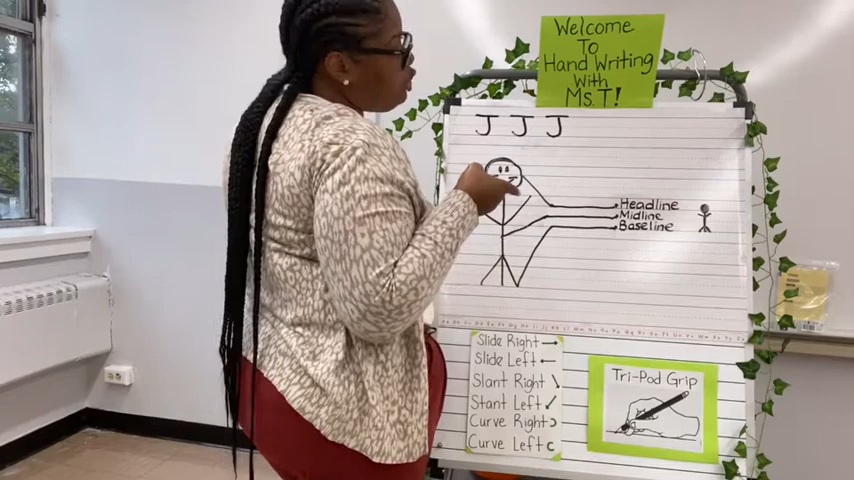 Welcome
To
Hand Writing
With
Ms.T!
J J J
Headline
Midline
Baseline
Slide Right →
Slide Left ←
Slant Right
Slant Left
Curve Right
Curve Left
Tri-Pod Grip